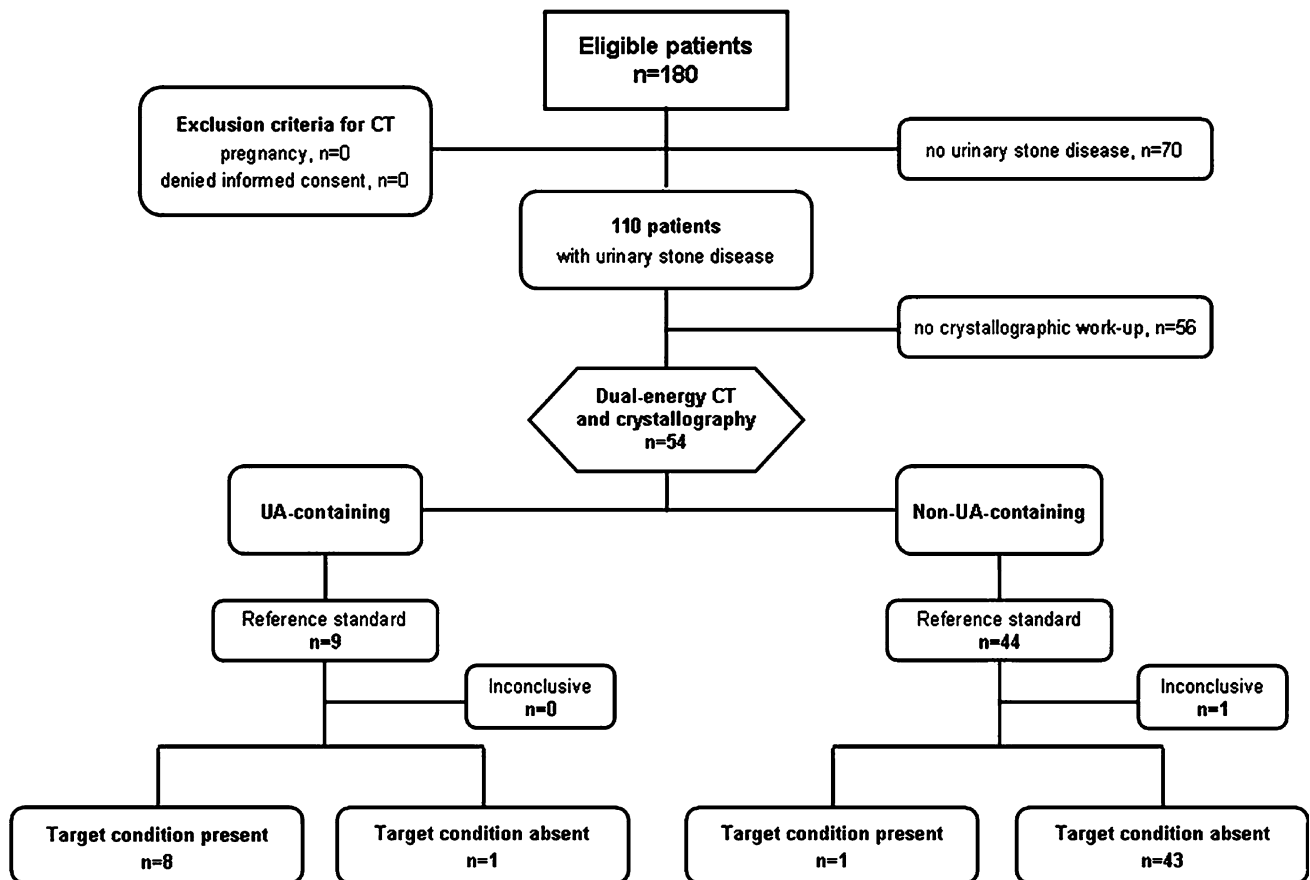 Eligible patients
n=180
Exclusion criteria for CT
pregnancy, n=0
denied informed consent, n=0
no urinary stone disease, n=70
110 patients
with urinary stone disease
no crystallographic work-up, n=56
Dual-energy CT
and crystallography
n=54
UA-containing
Non-UA-containing
Reference standard
n=9
Reference standard
n=44
Inconclusive
n=0
Inconclusive
n=1
Target condition present
n=8
Target condition absent
n=1
Target condition present
n=1
Target condition absent
n=43